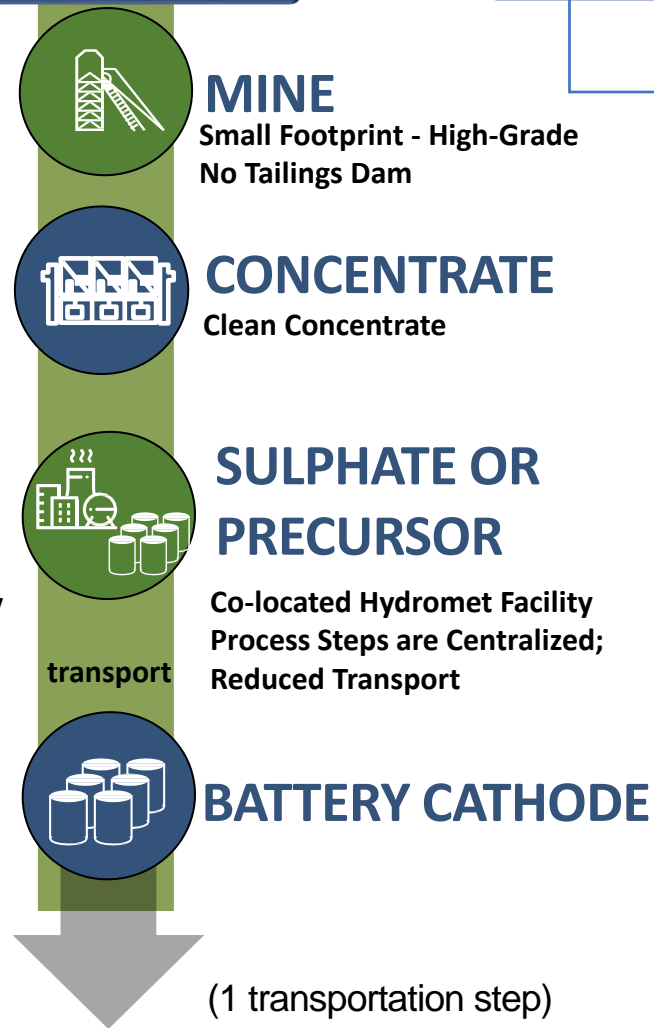 MINE
Small Footprint - High-Grade
No Tailings Dam
CONCENTRATE
Clean Concentrate
SULPHATE OR
PRECURSOR
Co-located Hydromet Facility
Process Steps are Centralized;
Reduced Transport
transport
BATTERY CATHODE
(1 transportation step)